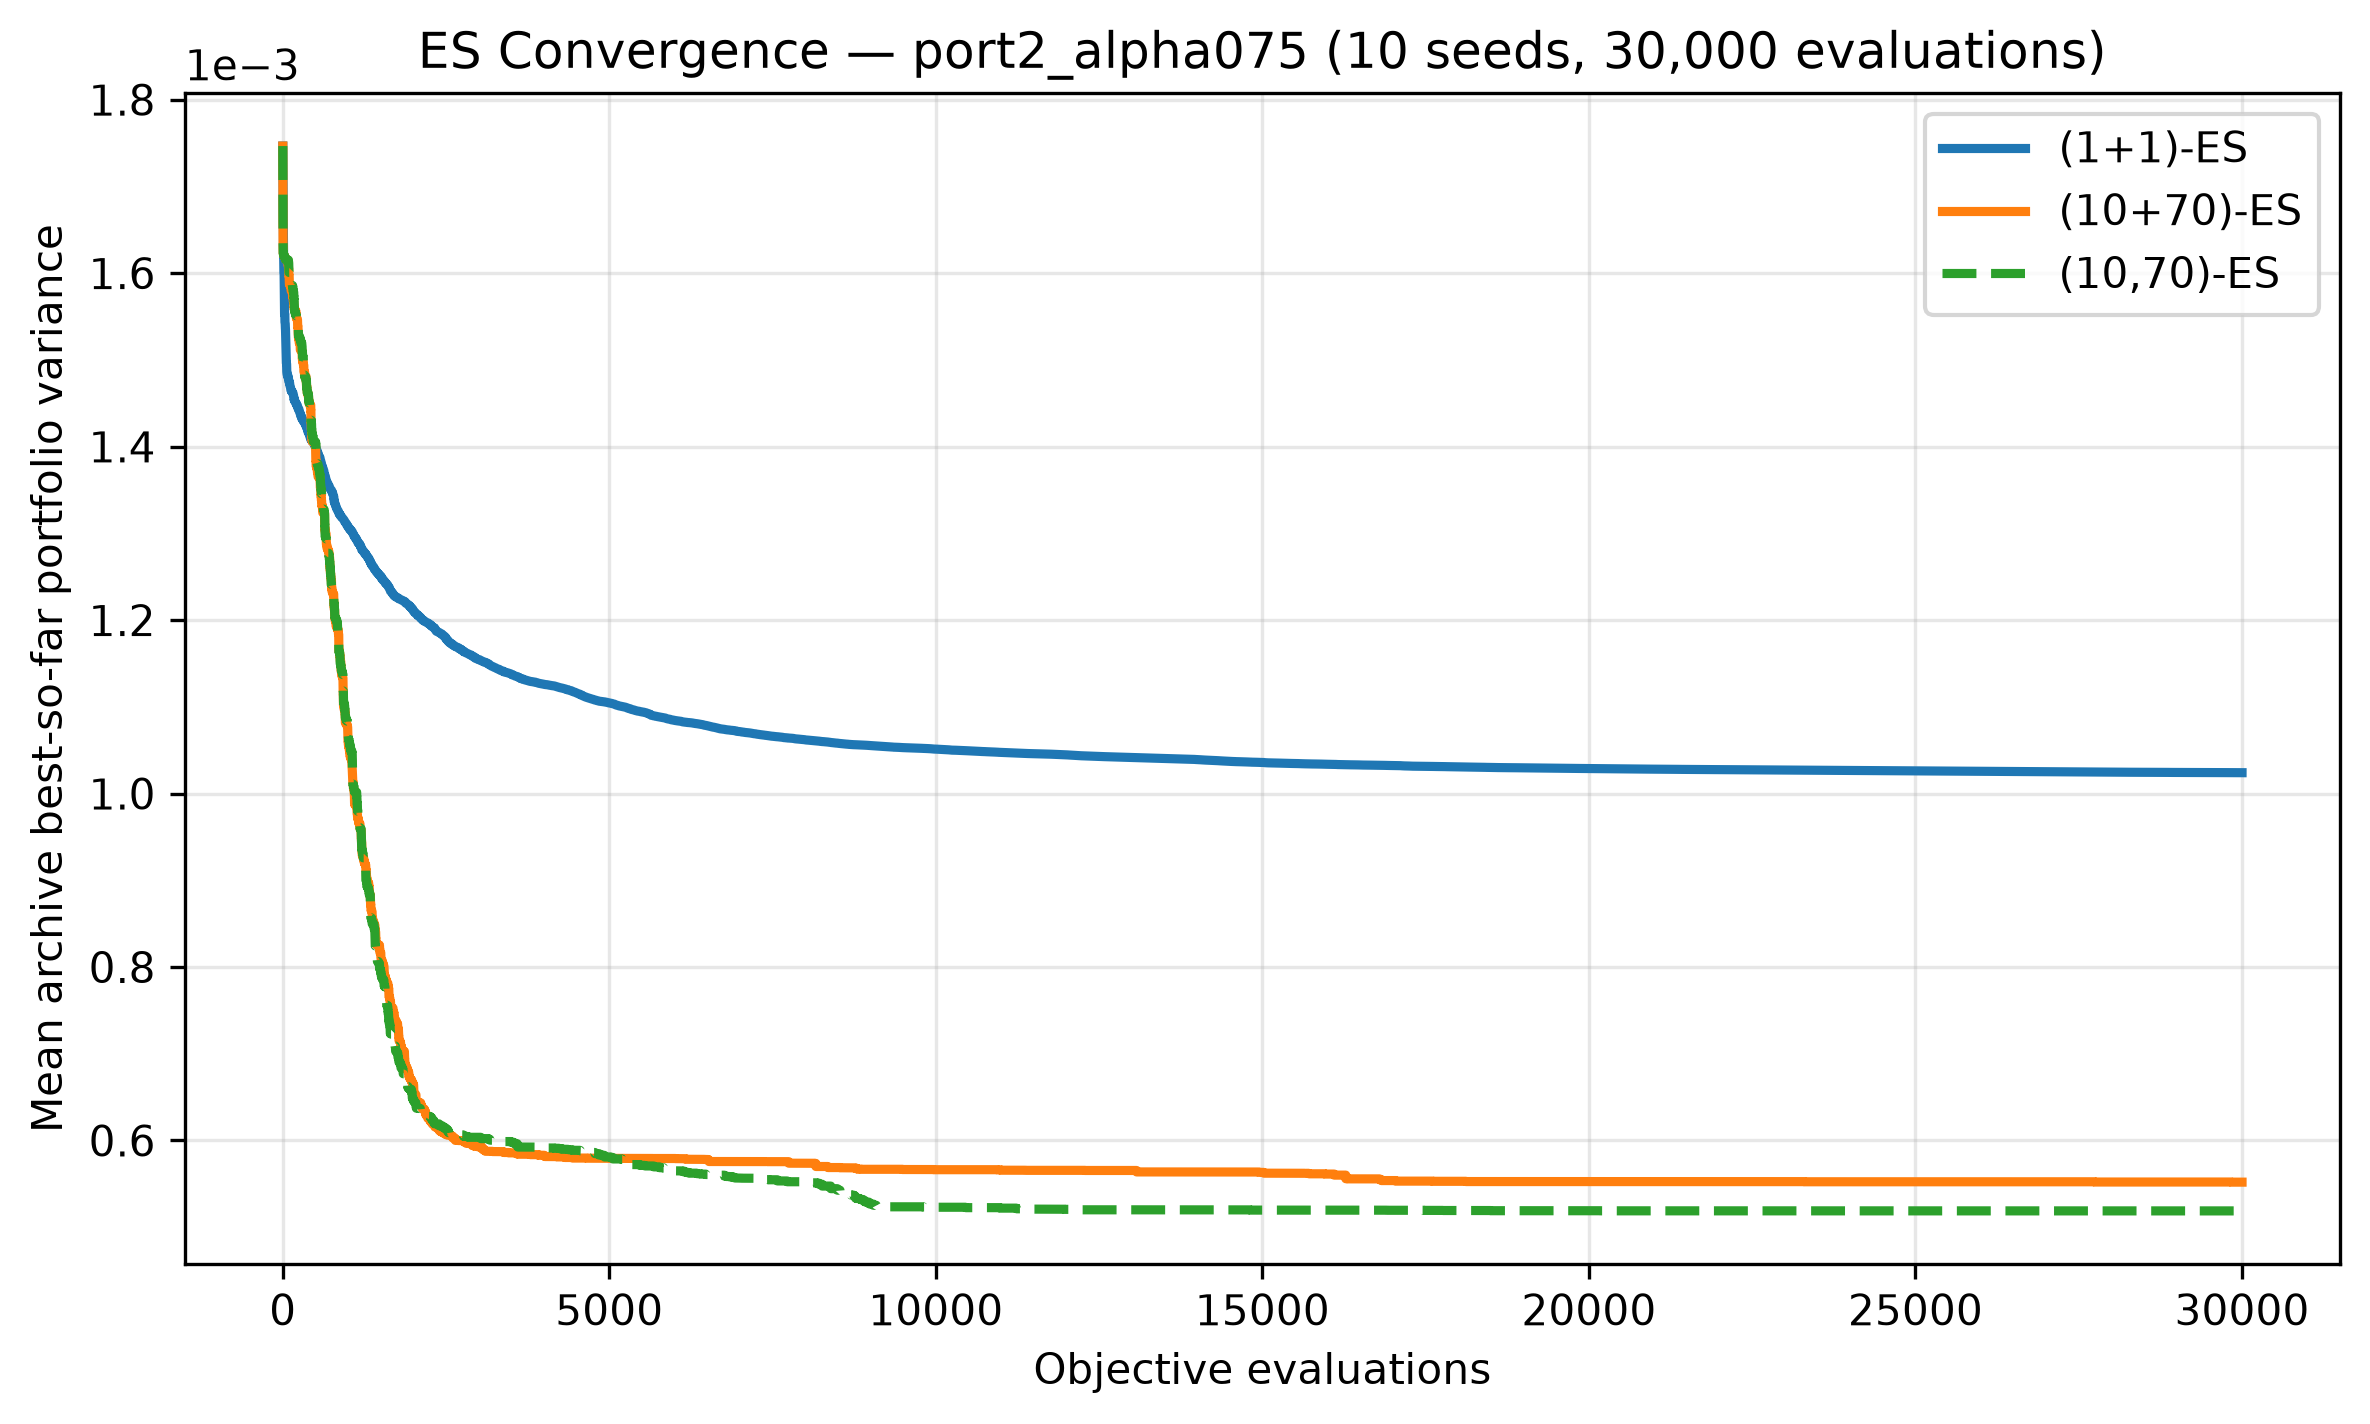 ES Convergence — port2_alpha075 (10 seeds, 30,000 evaluations)
1e−3
1.8
1.6
1.4
1.2
1.0
0.8
0.6
Mean archive best-so-far portfolio variance
(1+1)-ES
(10+70)-ES
(10,70)-ES
0 5000 10000 15000 20000 25000 30000
Objective evaluations